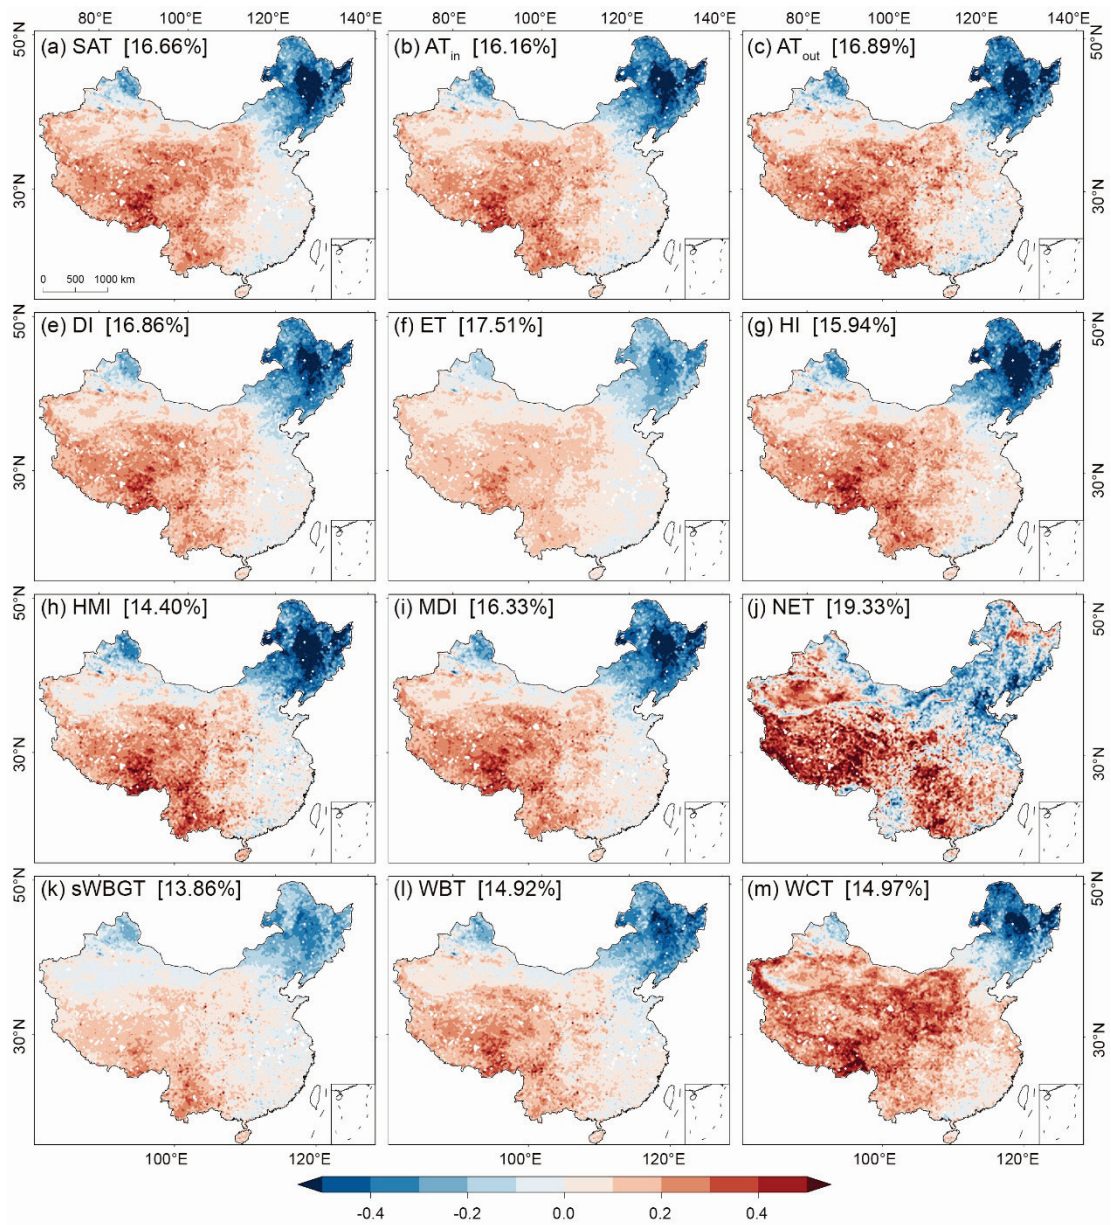 80°E 100°E 120°E 140°E 80°E 100°E 120°E 140°E 80°E 100°E 120°E 140°E
50°N (a) SAT [16.66%] (b) ATin [16.16%] (c) ATout [16.89%] 50°N
30°N 30°N
0 500 1000 km
50°N (e) DI [16.86%] (f) ET [17.51%] (g) HI [15.94%] 50°N
30°N 30°N
50°N (h) HMI [14.40%] (i) MDI [16.33%] (j) NET [19.33%] 50°N
30°N 30°N
50°N (k) sWBGT [13.86%] (l) WBT [14.92%] (m) WCT [14.97%] 50°N
30°N 30°N
100°E 120°E 100°E 120°E 100°E 120°E
-0.4 -0.2 0.0 0.2 0.4